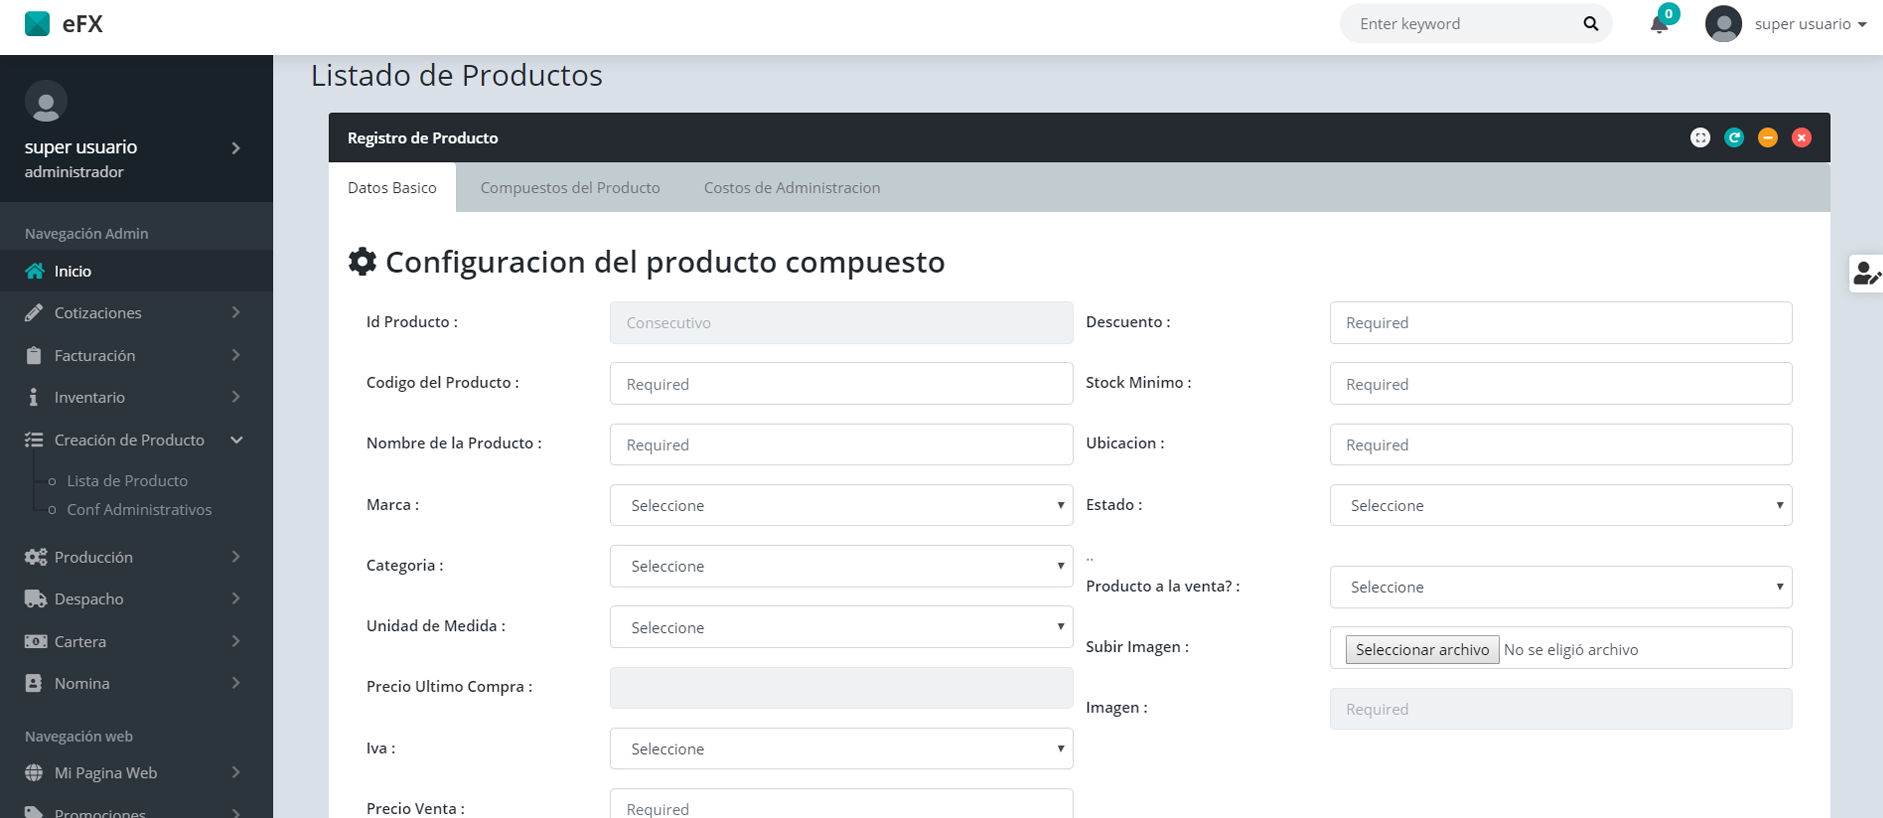 eFX
Enter keyword
0
super usuario
super usuario
administrador
Navegación Admin
Inicio
Cotizaciones
Facturación
Inventario
Creación de Producto
Lista de Producto
Conf Administrativos
Producción
Despacho
Cartera
Nomina
Navegación web
Mi Pagina Web
Promociones
Listado de Productos
Registro de Producto
Datos Basico
Compuestos del Producto
Costos de Administracion
Configuracion del producto compuesto
Id Producto : Consecutivo
Codigo del Producto : Required
Nombre de la Producto : Required
Marca : Seleccione
Categoria : Seleccione
Unidad de Medida : Seleccione
Precio Ultimo Compra :
Iva : Seleccione
Precio Venta : Required
Descuento : Required
Stock Minimo : Required
Ubicacion : Required
Estado : Seleccione
..
Producto a la venta? : Seleccione
Subir Imagen : Seleccionar archivo No se eligió archivo
Imagen : Required